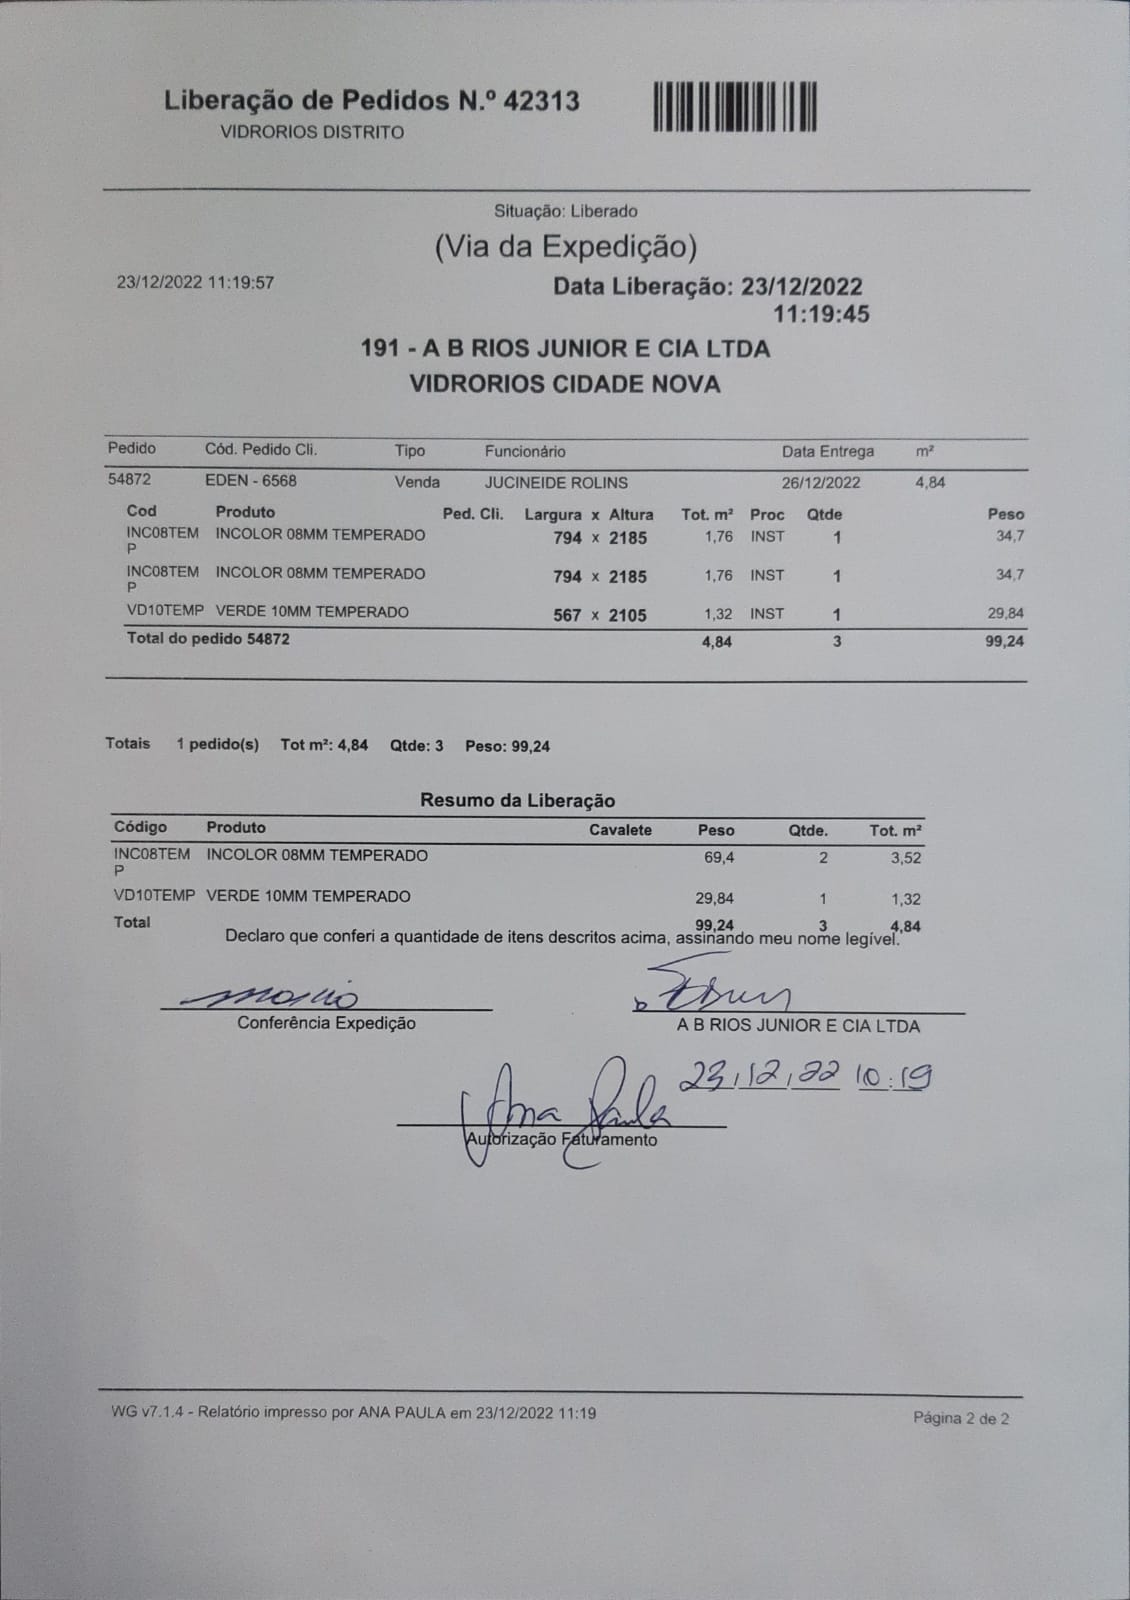 Liberação de Pedidos N.º 42313
VIDRORIOS DISTRITO
Situação: Liberado
(Via da Expedição)
23/12/2022 11:19:57
Data Liberação: 23/12/2022
11:19:45
191 - A B RIOS JUNIOR E CIA LTDA
VIDRORIOS CIDADE NOVA
Pedido Cód. Pedido Cli. Tipo Funcionário Data Entrega m²
54872 EDEN - 6568 Venda JUCINEIDE ROLINS 26/12/2022 4,84
Cod Produto Ped. Cli. Largura x Altura Tot. m² Proc Qtde Peso
INC08TEM INCOLOR 08MM TEMPERADO 794 x 2185 1,76 INST 1 34,7
P
INC08TEM INCOLOR 08MM TEMPERADO 794 x 2185 1,76 INST 1 34,7
P
VD10TEMP VERDE 10MM TEMPERADO 567 x 2105 1,32 INST 1 29,84
Total do pedido 54872 4,84 3 99,24
Totais 1 pedido(s) Tot m²: 4,84 Qtde: 3 Peso: 99,24
Resumo da Liberação
Código Produto Cavalete Peso Qtde. Tot. m²
INC08TEM INCOLOR 08MM TEMPERADO 69,4 2 3,52
P
VD10TEMP VERDE 10MM TEMPERADO 29,84 1 1,32
Total 99,24 3 4,84
Declaro que conferi a quantidade de itens descritos acima, assinando meu nome legível.
Conferência Expedição A B RIOS JUNIOR E CIA LTDA
23/12/22 10:19
Ana Paula
Autorização Faturamento
WG v7.1.4 - Relatório impresso por ANA PAULA em 23/12/2022 11:19
Página 2 de 2